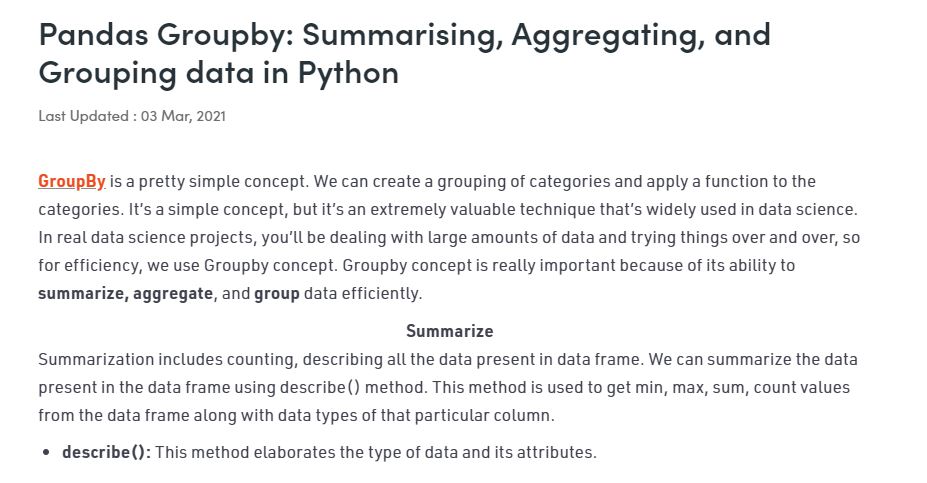 Pandas Groupby: Summarising, Aggregating, and
Grouping data in Python
Last Updated : 03 Mar, 2021
GroupBy is a pretty simple concept. We can create a grouping of categories and apply a function to the
categories. It’s a simple concept, but it’s an extremely valuable technique that’s widely used in data science.
In real data science projects, you’ll be dealing with large amounts of data and trying things over and over, so
for efficiency, we use Groupby concept. Groupby concept is really important because of its ability to
summarize, aggregate, and group data efficiently.
Summarize
Summarization includes counting, describing all the data present in data frame. We can summarize the data
present in the data frame using describe() method. This method is used to get min, max, sum, count values
from the data frame along with data types of that particular column.
• describe(): This method elaborates the type of data and its attributes.